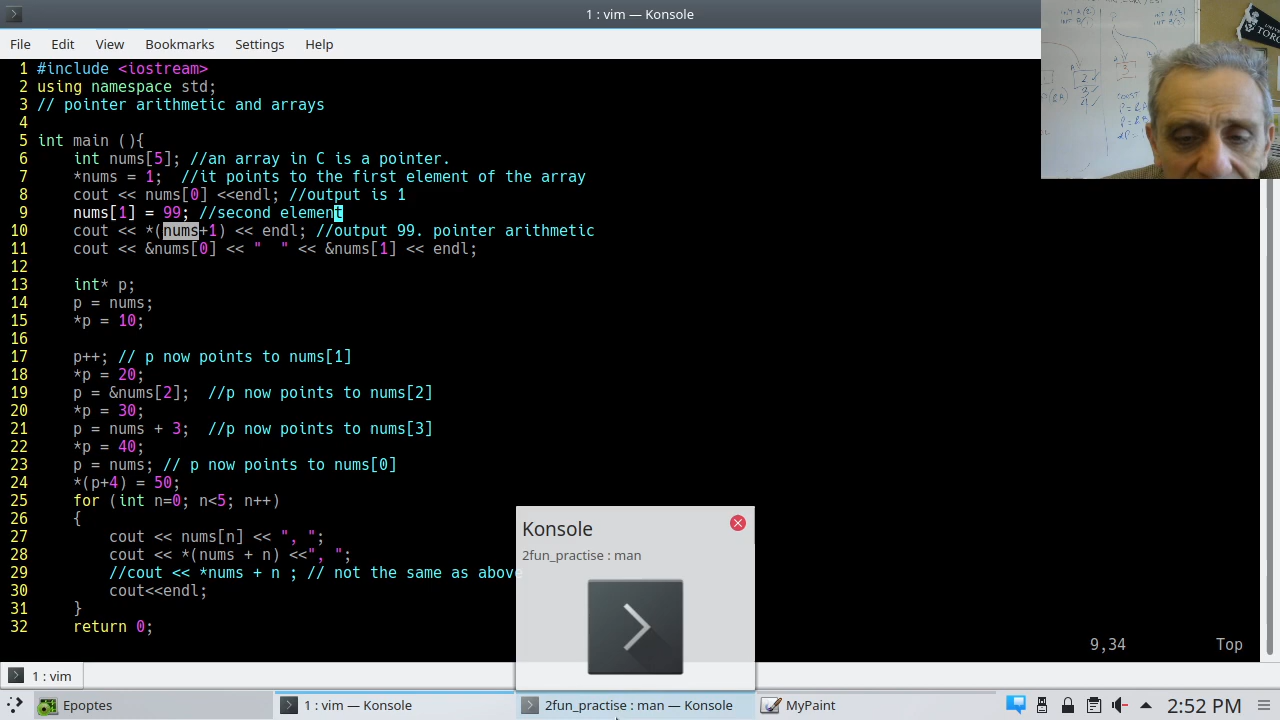 1 : vim — Konsole
File Edit View Bookmarks Settings Help
1 #include <iostream>
2 using namespace std;
3 // pointer arithmetic and arrays
4
5 int main (){
6     int nums[5]; //an array in C is a pointer.
7     *nums = 1;  //it points to the first element of the array
8     cout << nums[0] <<endl; //output is 1
9     nums[1] = 99; //second element
10     cout << *(nums+1) << endl; //output 99. pointer arithmetic
11     cout << &nums[0] << "  " << &nums[1] << endl;
12
13     int* p;
14     p = nums;
15     *p = 10;
16
17     p++; // p now points to nums[1]
18     *p = 20;
19     p = &nums[2];  //p now points to nums[2]
20     *p = 30;
21     p = nums + 3;  //p now points to nums[3]
22     *p = 40;
23     p = nums; // p now points to nums[0]
24     *(p+4) = 50;
25     for (int n=0; n<5; n++)
26     {
27         cout << nums[n] << ", ";
28         cout << *(nums + n) <<", ";
29         //cout << *nums + n ; // not the same as above
30         cout<<endl;
31     }
32     return 0;
9,34 Top
Konsole
2fun_practise : man
1 : vim
Epoptes 1 : vim — Konsole 2fun_practise : man — Konsole MyPaint 2:52 PM